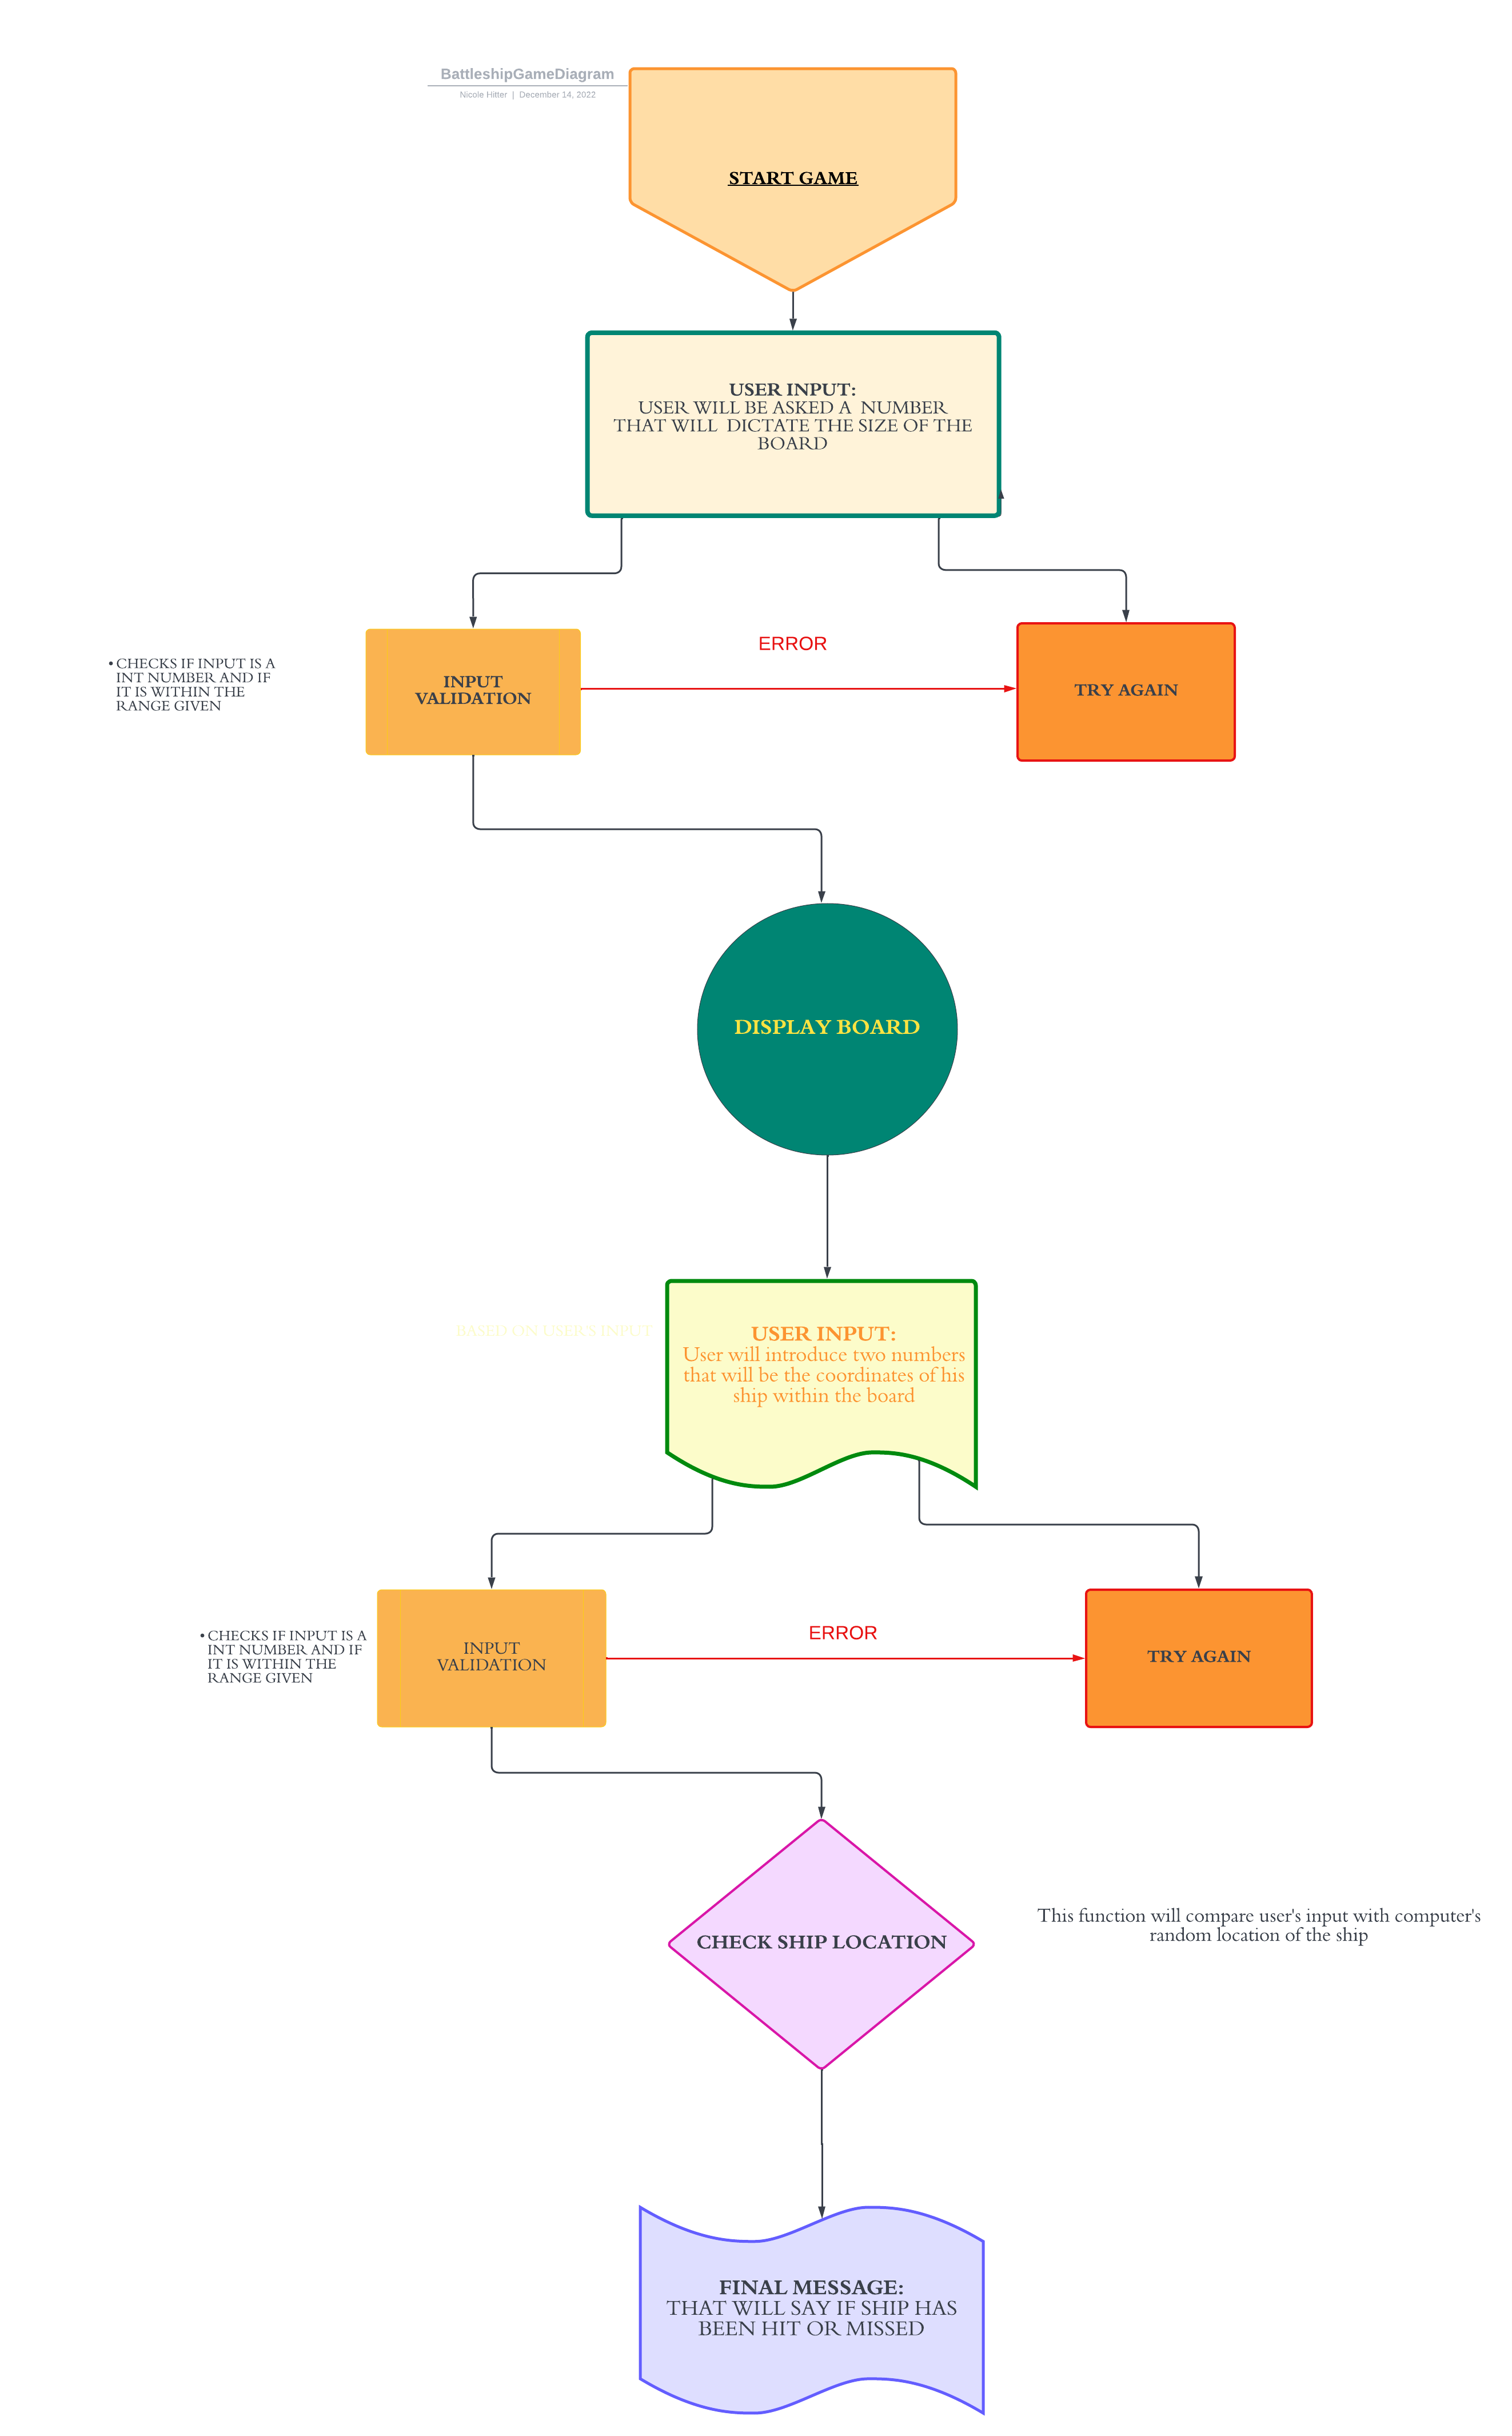 BattleshipGameDiagram
Nicole Hitter | December 14, 2022
START GAME
USER INPUT:
USER WILL BE ASKED A NUMBER
THAT WILL DICTATE THE SIZE OF THE
BOARD
• CHECKS IF INPUT IS A
INT NUMBER AND IF
IT IS WITHIN THE
RANGE GIVEN
INPUT
VALIDATION
ERROR
TRY AGAIN
DISPLAY BOARD
BASED ON USER'S INPUT
USER INPUT:
User will introduce two numbers
that will be the coordinates of his
ship within the board
• CHECKS IF INPUT IS A
INT NUMBER AND IF
IT IS WITHIN THE
RANGE GIVEN
INPUT
VALIDATION
ERROR
TRY AGAIN
CHECK SHIP LOCATION
This function will compare user's input with computer's
random location of the ship
FINAL MESSAGE:
THAT WILL SAY IF SHIP HAS
BEEN HIT OR MISSED